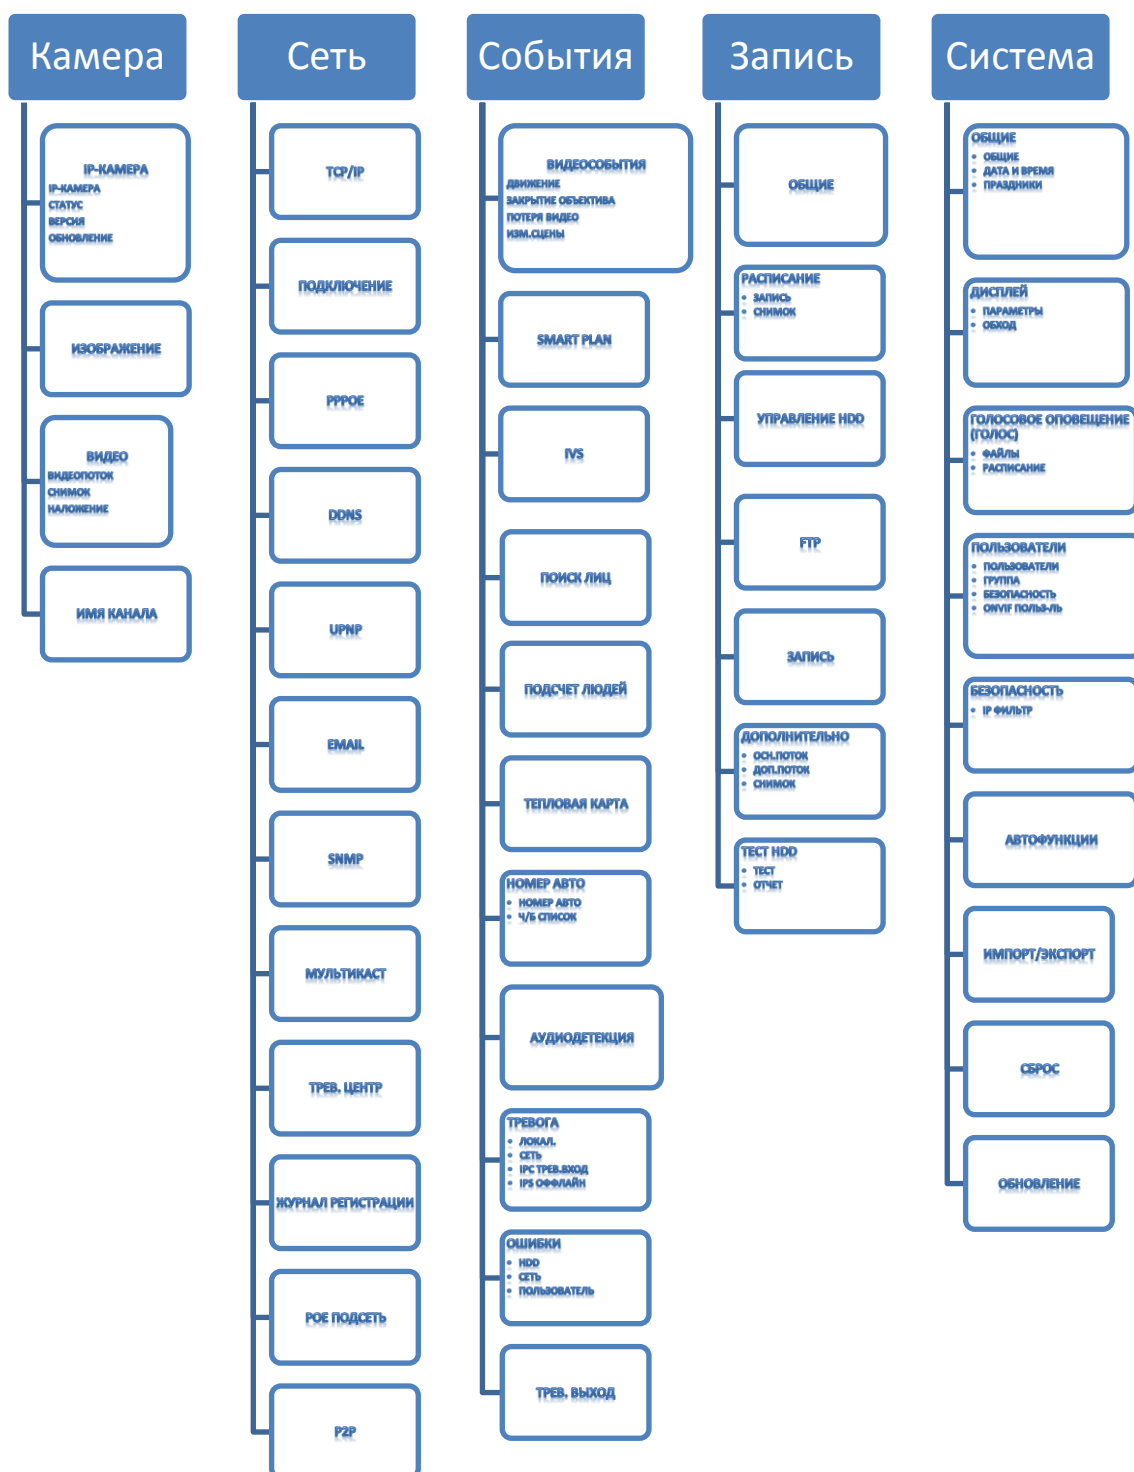 Камера
IP-КАМЕРА
IP-КАМЕРА
СТАТУС
ВЕРСИЯ
ОБНОВЛЕНИЕ
ИЗОБРАЖЕНИЕ
ВИДЕО
ВИДЕОПОТОК
СНИМОК
НАЛОЖЕНИЕ
ИМЯ КАНАЛА
Сеть
TCP/IP
ПОДКЛЮЧЕНИЕ
PPPOE
DDNS
UPNP
EMAIL
SNMP
МУЛЬТИКАСТ
ТРЕВ. ЦЕНТР
ЖУРНАЛ РЕГИСТРАЦИИ
POE ПОДСЕТЬ
P2P
События
ВИДЕОСОБЫТИЯ
ДВИЖЕНИЕ
ЗАКРЫТИЕ ОБЪЕКТИВА
ПОТЕРЯ ВИДЕО
ИЗМ.СЦЕНЫ
SMART PLAN
IVS
ПОИСК ЛИЦ
ПОДСЧЕТ ЛЮДЕЙ
ТЕПЛОВАЯ КАРТА
НОМЕР АВТО
• НОМЕР АВТО
• Ч/Б СПИСОК
АУДИОДЕТЕКЦИЯ
ТРЕВОГА
• ЛОКАЛ.
• СЕТЬ
• IPC ТРЕВ.ВХОД
• IPS ОФФЛАЙН
ОШИБКИ
• HDD
• СЕТЬ
• ПОЛЬЗОВАТЕЛЬ
ТРЕВ. ВЫХОД
Запись
ОБЩИЕ
РАСПИСАНИЕ
• ЗАПИСЬ
• СНИМОК
УПРАВЛЕНИЕ HDD
FTP
ЗАПИСЬ
ДОПОЛНИТЕЛЬНО
• ОСН.ПОТОК
• ДОП.ПОТОК
• СНИМОК
ТЕСТ HDD
• ТЕСТ
• ОТЧЕТ
Система
ОБЩИЕ
• ОБЩИЕ
• ДАТА И ВРЕМЯ
• ПРАЗДНИКИ
ДИСПЛЕЙ
• ПАРАМЕТРЫ
• ОБХОД
ГОЛОСОВОЕ ОПОВЕЩЕНИЕ
(ГОЛОС)
• ФАЙЛЫ
• РАСПИСАНИЕ
ПОЛЬЗОВАТЕЛИ
• ПОЛЬЗОВАТЕЛИ
• ГРУППА
• БЕЗОПАСНОСТЬ
• ONVIF ПОЛЬЗ-ЛЬ
БЕЗОПАСНОСТЬ
• IP ФИЛЬТР
АВТОФУНКЦИИ
ИМПОРТ/ЭКСПОРТ
СБРОС
ОБНОВЛЕНИЕ